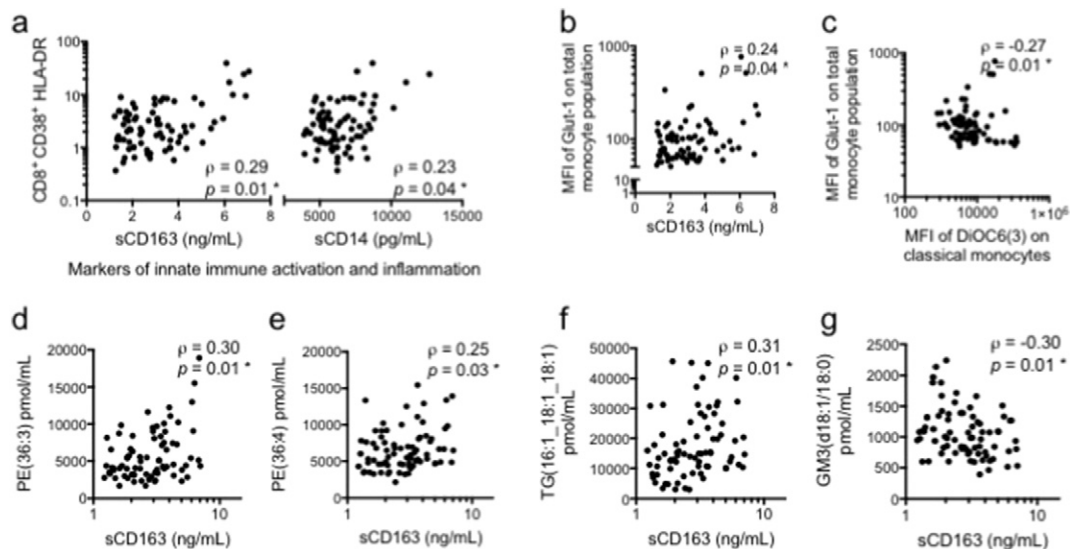 a
CD8⁺ CD38⁺ HLA-DR
100
10
1
0.1
0 2 4 6 8
5000 10000 15000
ρ = 0.29
p = 0.01 *
ρ = 0.23
p = 0.04 *
sCD163 (ng/mL)
sCD14 (pg/mL)
Markers of innate immune activation and inflammation
b
MFI of Glut-1 on total
monocyte population
1000
100
10
1
0 2 4 6 8
ρ = 0.24
p = 0.04 *
sCD163 (ng/mL)
c
MFI of Glut-1 on total
monocyte population
1000
100
10
100 10000 1×10⁶
ρ = -0.27
p = 0.01 *
MFI of DiOC6(3) on
classical monocytes
d
PE(36:3) pmol/mL
20000
15000
10000
5000
0
1 10
ρ = 0.30
p = 0.01 *
sCD163 (ng/mL)
e
PE(36:4) pmol/mL
20000
15000
10000
5000
0
1 10
ρ = 0.25
p = 0.03 *
sCD163 (ng/mL)
f
TG(16:1_18:1_18:1)
pmol/mL
50000
40000
30000
20000
10000
0
1 10
ρ = 0.31
p = 0.01 *
sCD163 (ng/mL)
g
GM3(d18:1/18:0)
pmol/mL
2500
2000
1500
1000
500
0
1 10
ρ = -0.30
p = 0.01 *
sCD163 (ng/mL)